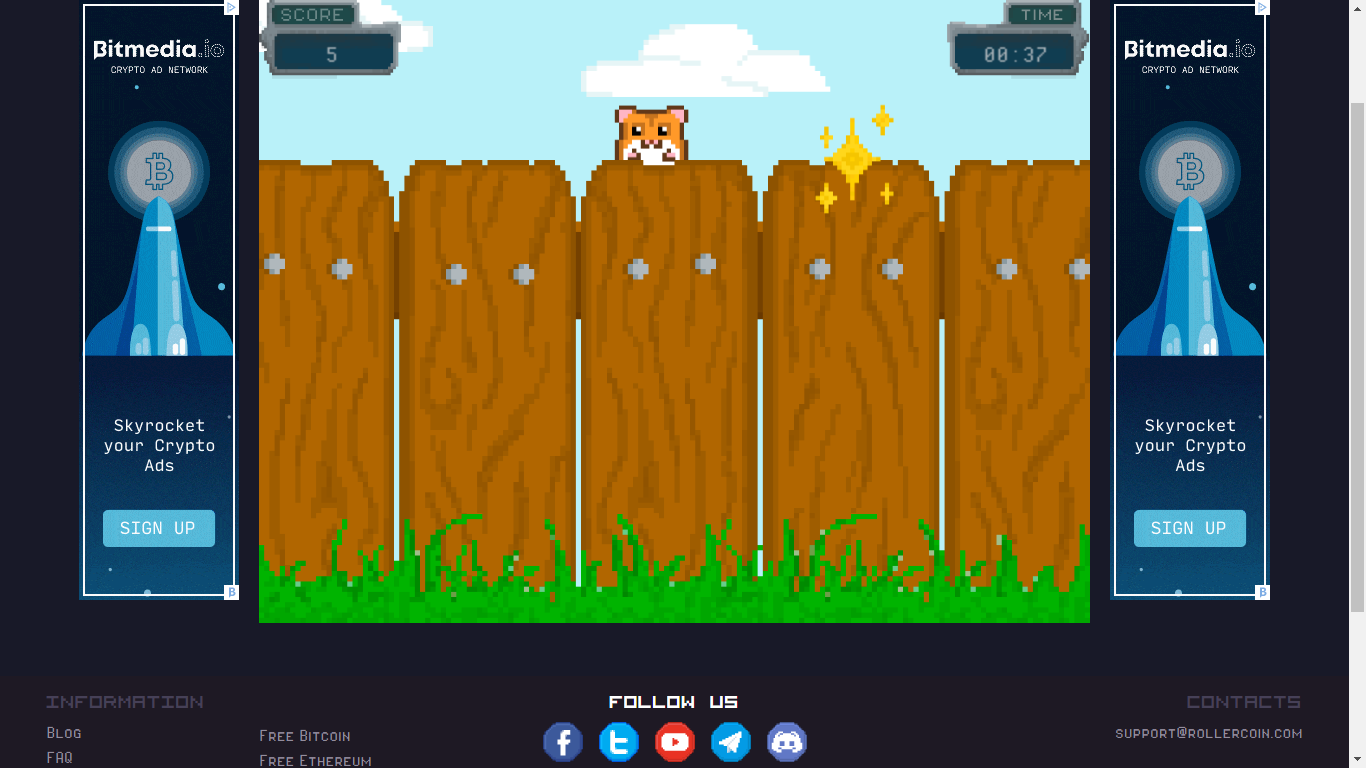 SCORE
5
TIME
00:37
Bitmedia.io
CRYPTO AD NETWORK
Skyrocket
your Crypto
Ads
SIGN UP
B
Bitmedia.io
CRYPTO AD NETWORK
Skyrocket
your Crypto
Ads
SIGN UP
B
INFORMATION
Blog
FAQ
Free Bitcoin
Free Ethereum
FOLLOW US
CONTACTS
support@rollercoin.com